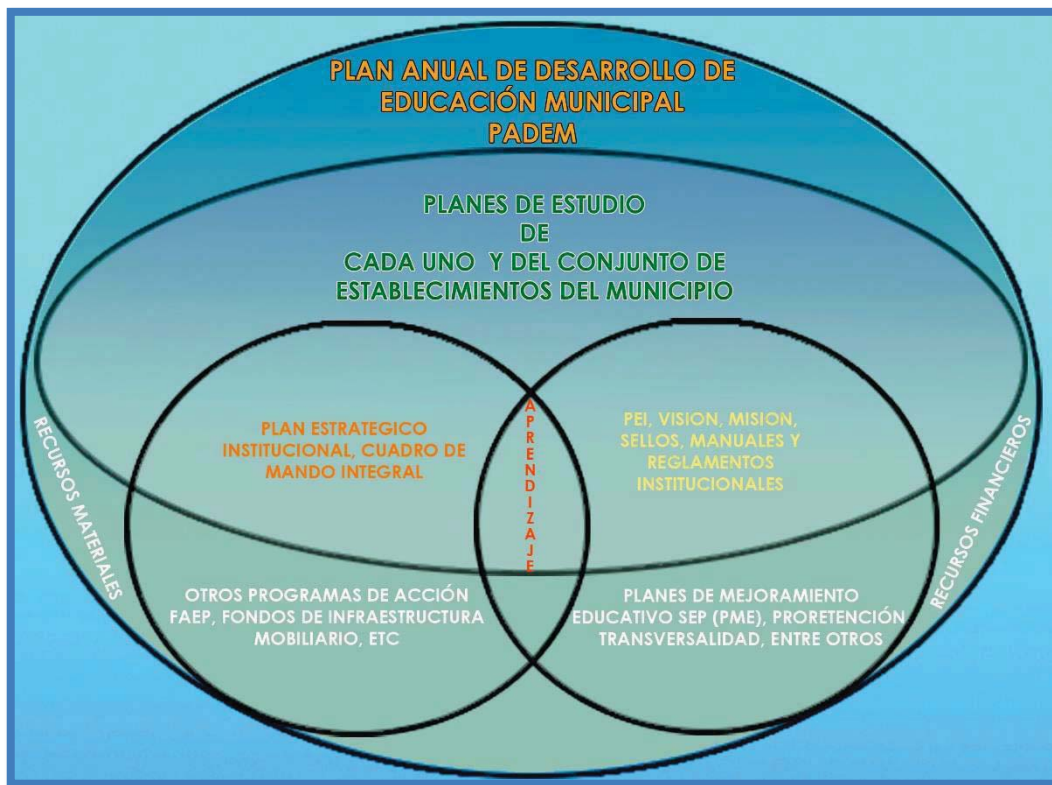 PLAN ANUAL DE DESARROLLO DE
EDUCACIÓN MUNICIPAL
PADEM
PLANES DE ESTUDIO
DE
CADA UNO Y DEL CONJUNTO DE
ESTABLECIMIENTOS DEL MUNICIPIO
PLAN ESTRATEGICO
INSTITUCIONAL, CUADRO DE
MANDO INTEGRAL
APRENDIZAJE
PEI, VISION, MISION,
SELLOS, MANUALES Y
REGLAMENTOS
INSTITUCIONALES
RECURSOS MATERIALES
RECURSOS FINANCIEROS
OTROS PROGRAMAS DE ACCIÓN
FAEP, FONDOS DE INFRAESTRUCTURA
MOBILIARIO, ETC
PLANES DE MEJORAMIENTO
EDUCATIVO SEP (PME), PRORETENCIÓN
TRANSVERSALIDAD, ENTRE OTROS